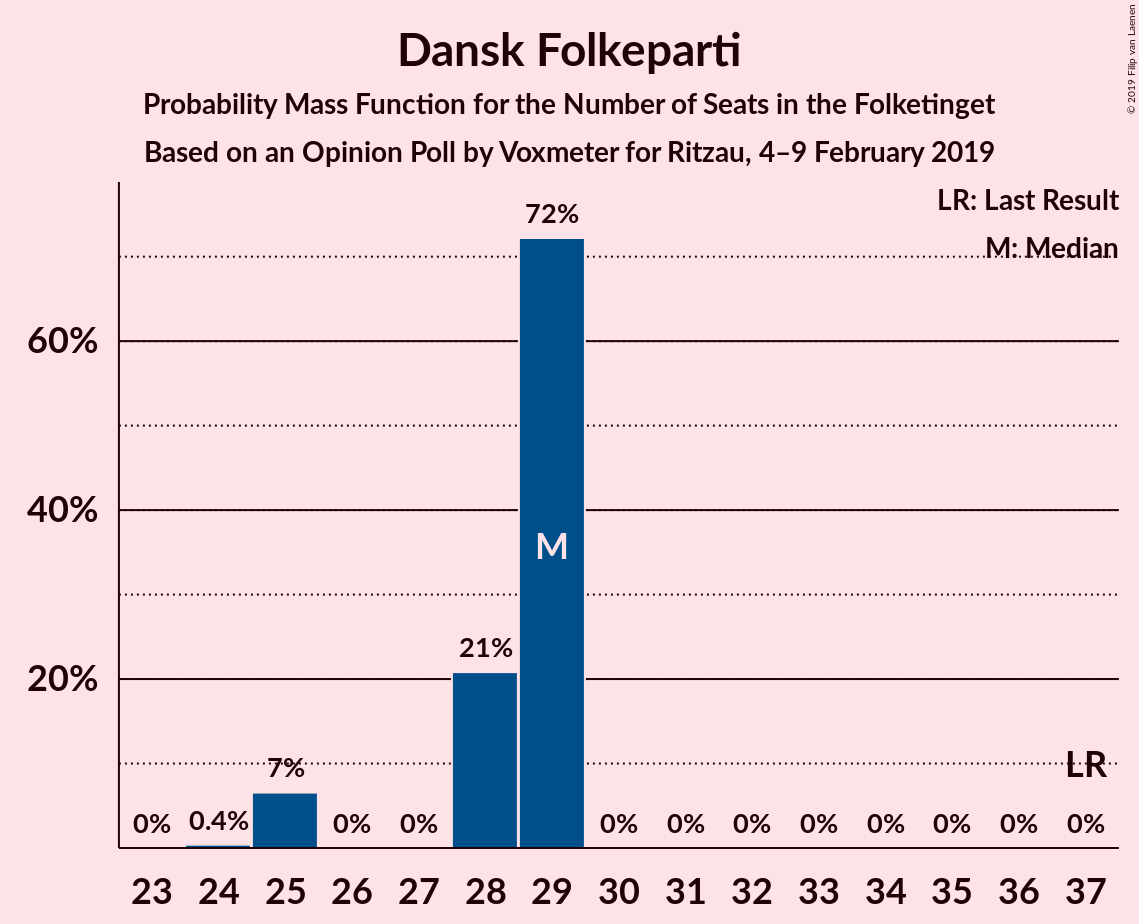 Dansk Folkeparti
Probability Mass Function for the Number of Seats in the Folketinget
Based on an Opinion Poll by Voxmeter for Ritzau, 4–9 February 2019
© 2019 Filip van Laenen
LR: Last Result
M: Median
72%
60%
40%
M
21%
20%
LR
7%
0% 0.4% 0% 0% 0% 0% 0% 0% 0% 0% 0% 0%
23 24 25 26 27 28 29 30 31 32 33 34 35 36 37